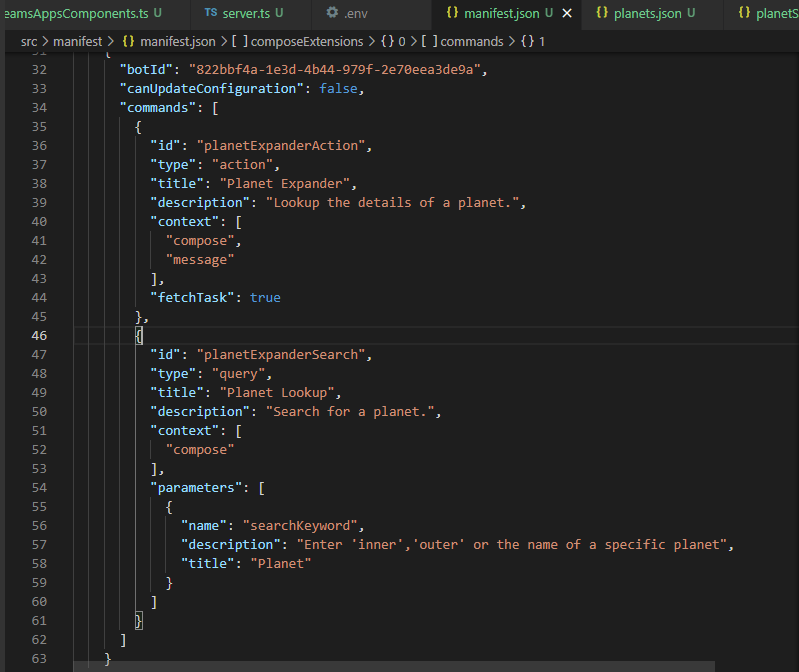 eamsAppsComponents.ts U TS server.ts U .env {} manifest.json U × {} planets.json U {} planetS
src > manifest > {} manifest.json > [ ] composeExtensions > {} 0 > [ ] commands > {} 1
31 {
32 "botId": "822bbf4a-1e3d-4b44-979f-2e70eea3de9a",
33 "canUpdateConfiguration": false,
34 "commands": [
35 {
36 "id": "planetExpanderAction",
37 "type": "action",
38 "title": "Planet Expander",
39 "description": "Lookup the details of a planet.",
40 "context": [
41 "compose",
42 "message"
43 ],
44 "fetchTask": true
45 },
46 {
47 "id": "planetExpanderSearch",
48 "type": "query",
49 "title": "Planet Lookup",
50 "description": "Search for a planet.",
51 "context": [
52 "compose"
53 ],
54 "parameters": [
55 {
56 "name": "searchKeyword",
57 "description": "Enter 'inner','outer' or the name of a specific planet",
58 "title": "Planet"
59 }
60 ]
61 }
62 ]
63 }